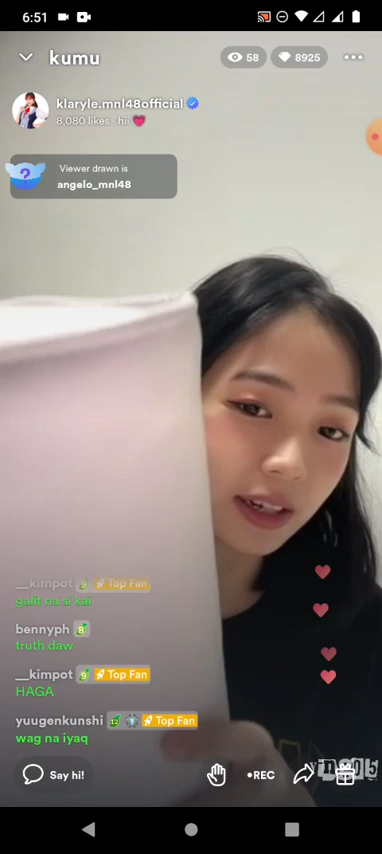 6:51
kumu
58
8925
klaryle.mnl48official
8,080 likes · hii
Viewer drawn is
angelo_mnl48
__kimpot 9 Top Fan
galit na si kai
bennyph 8
truth daw
__kimpot 9 Top Fan
HAGA
yuugenkunshi 12 Top Fan
wag na iyaq
Say hi!
•REC